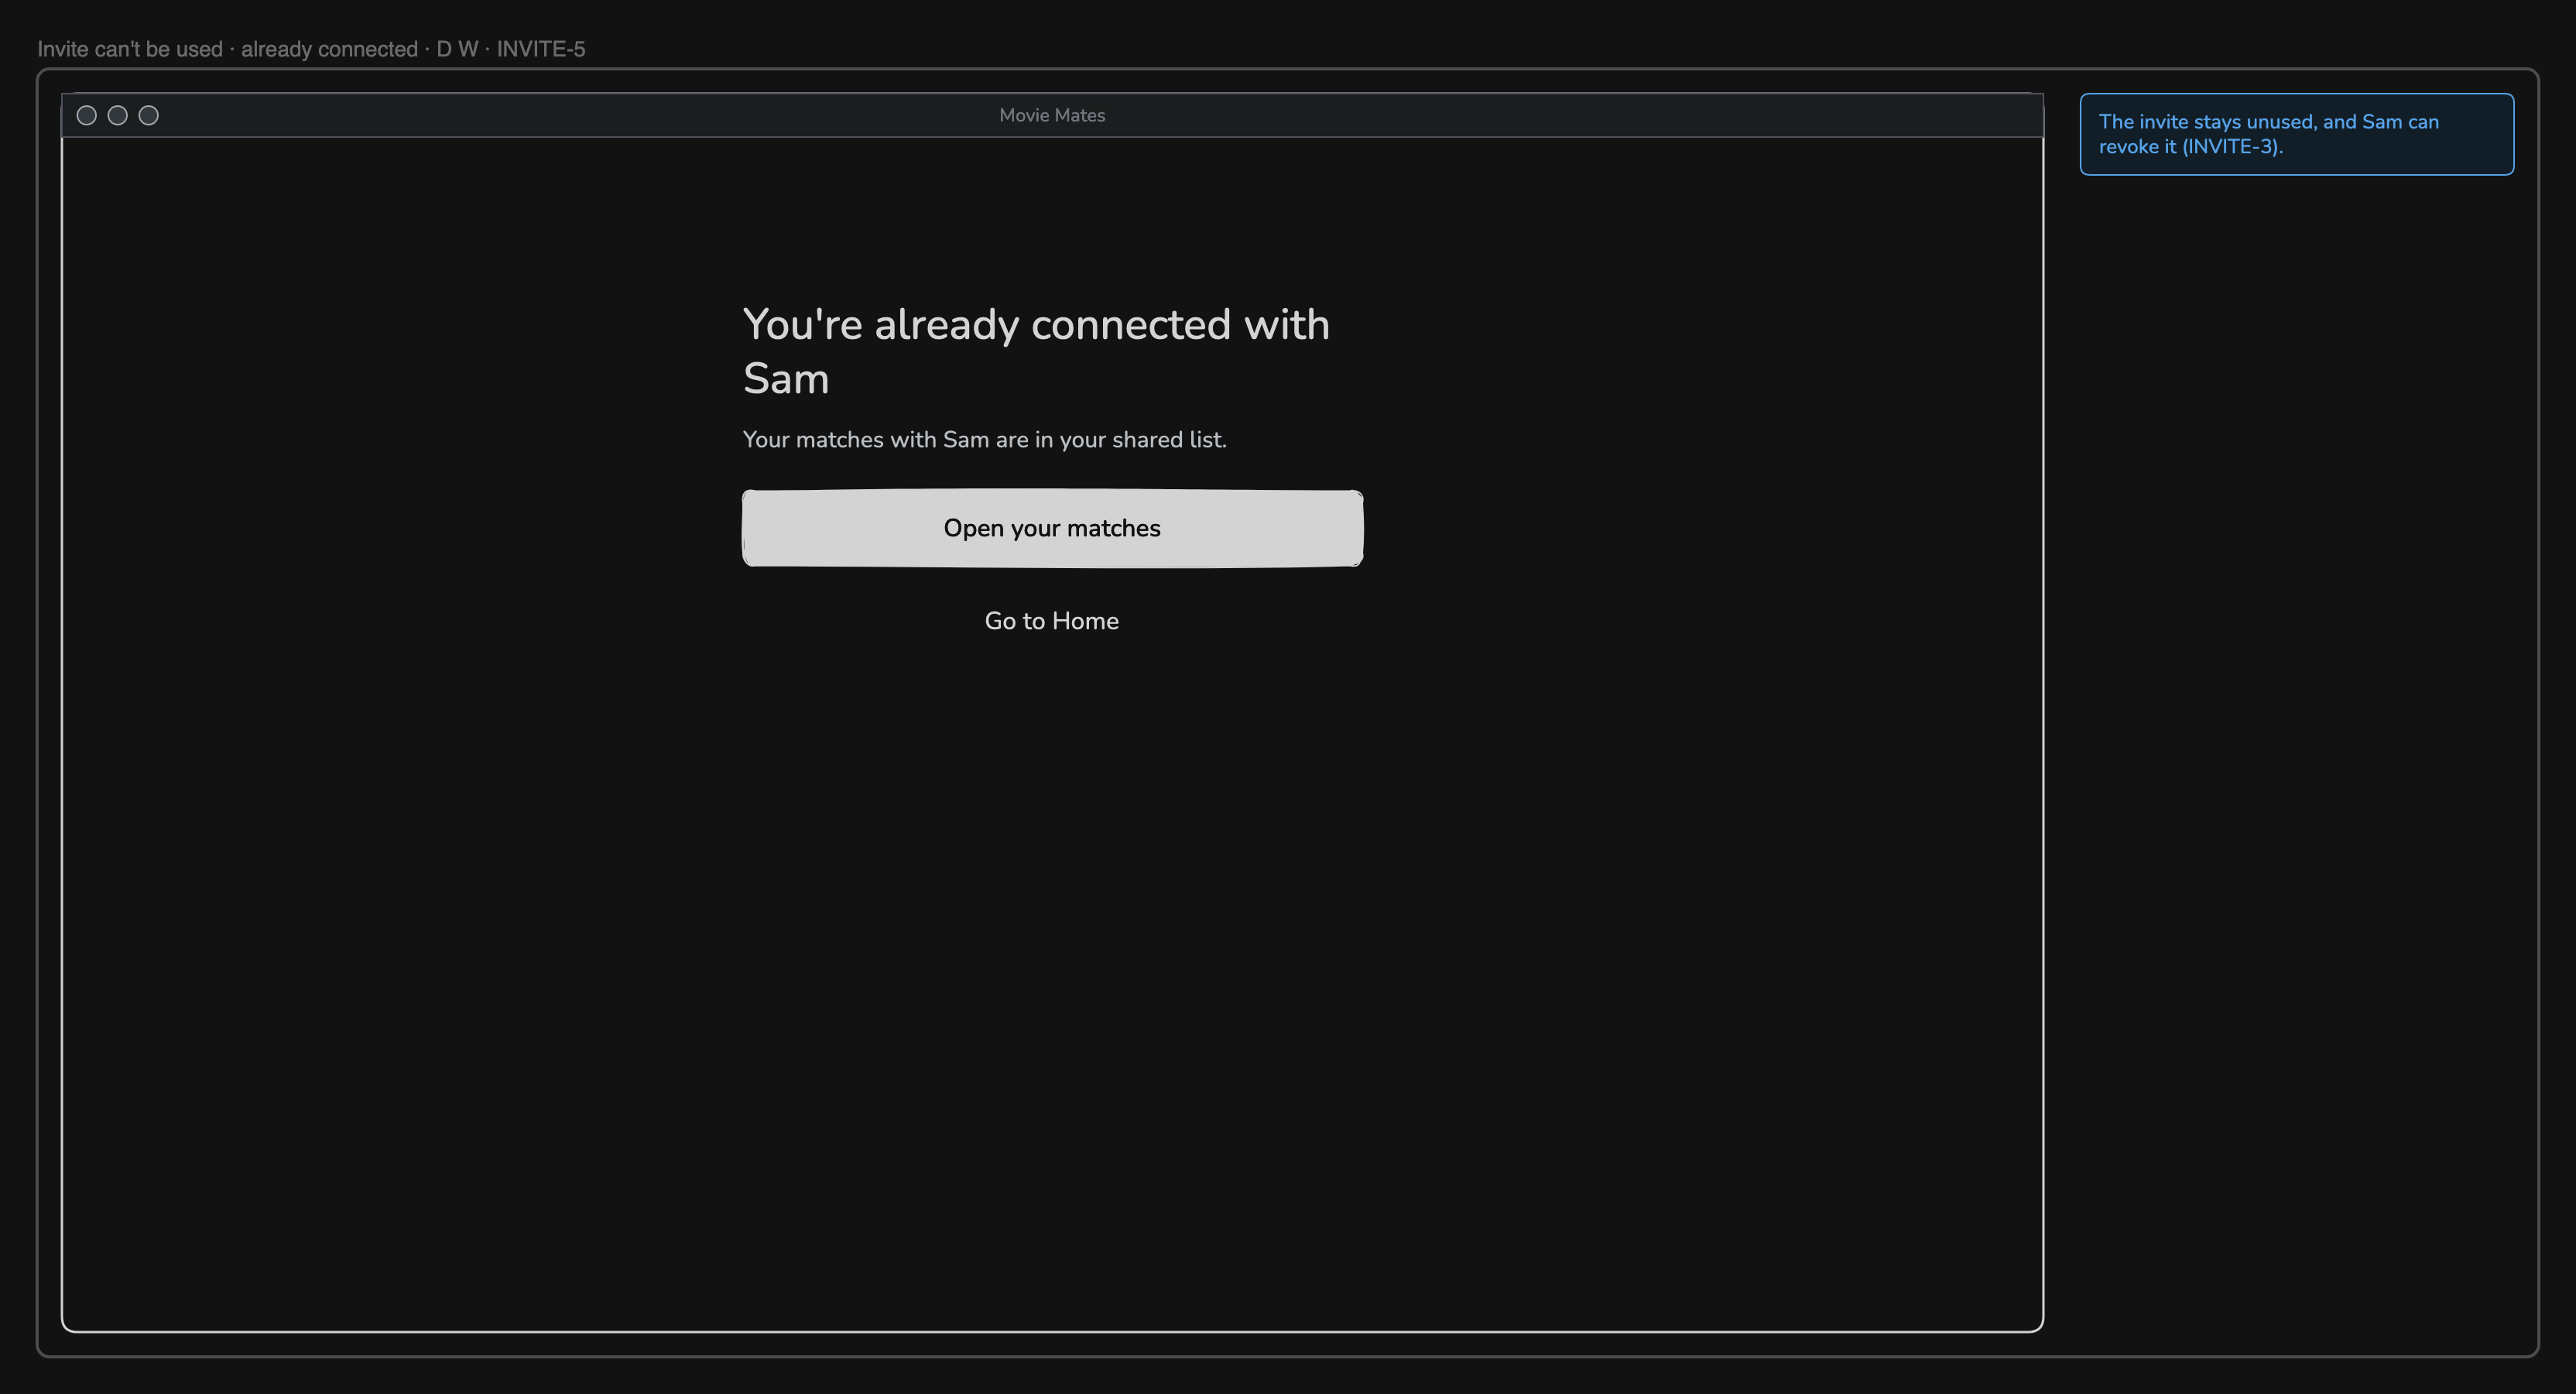 Invite can't be used · already connected · D W · INVITE-5
Movie Mates
The invite stays unused, and Sam can
revoke it (INVITE-3).
You're already connected with
Sam
Your matches with Sam are in your shared list.
Open your matches
Go to Home